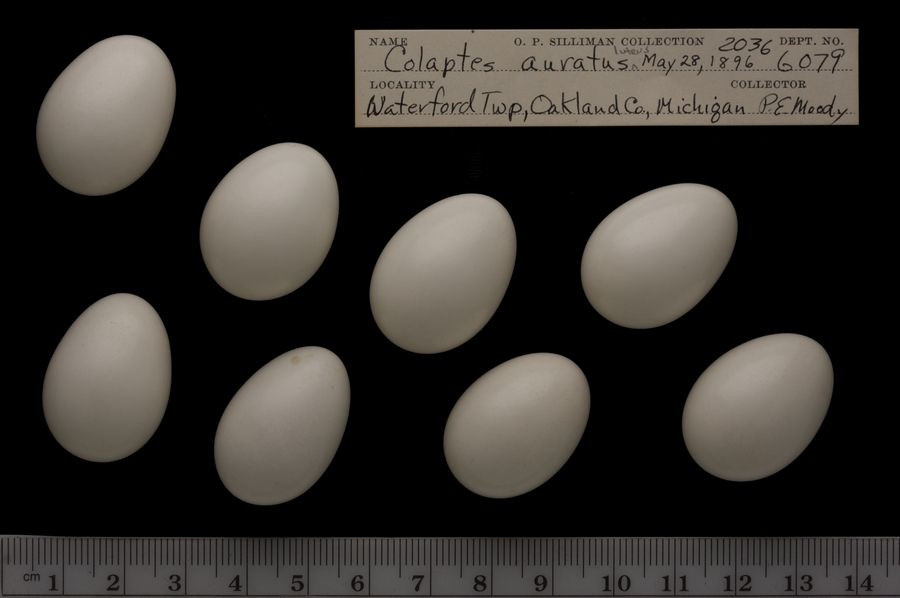 NAME O. P. SILLIMAN COLLECTION 2036 DEPT. NO.
Colaptes auratus luteus May 28, 1896 6079
LOCALITY COLLECTOR
Waterford Twp, Oakland Co., Michigan P.E. Moody
cm 1 2 3 4 5 6 7 8 9 10 11 12 13 14